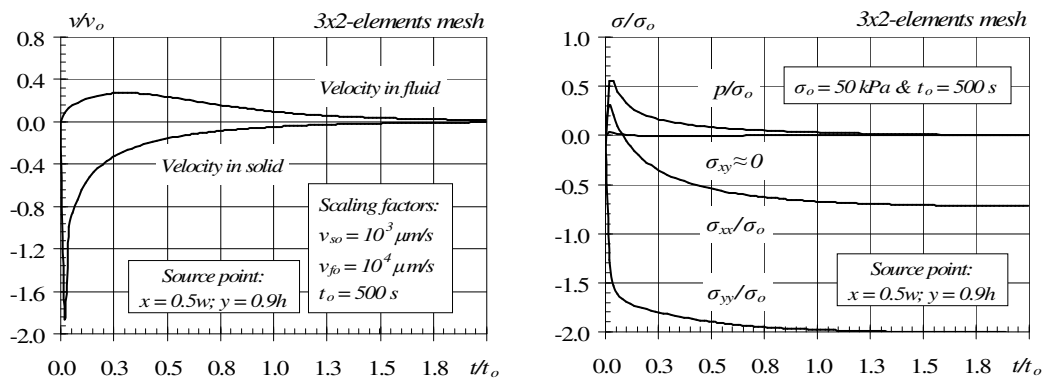 v/vₒ
3x2-elements mesh
0.8
0.4
0.0
-0.4
-0.8
-1.2
-1.6
-2.0
Velocity in fluid
Velocity in solid
Scaling factors:
vₛₒ = 10³ μm/s
v_fo = 10⁴ μm/s
tₒ = 500 s
Source point:
x = 0.5w; y = 0.9h
0.0 0.3 0.5 0.8 1.0 1.3 1.5 1.8 t/tₒ
σ/σₒ
3x2-elements mesh
1.0
0.5
0.0
-0.5
-1.0
-1.5
-2.0
p/σₒ
σₒ = 50 kPa & tₒ = 500 s
σ_xy ≈ 0
σ_xx/σₒ
σ_yy/σₒ
Source point:
x = 0.5w; y = 0.9h
0.0 0.3 0.5 0.8 1.0 1.3 1.5 1.8 t/tₒ